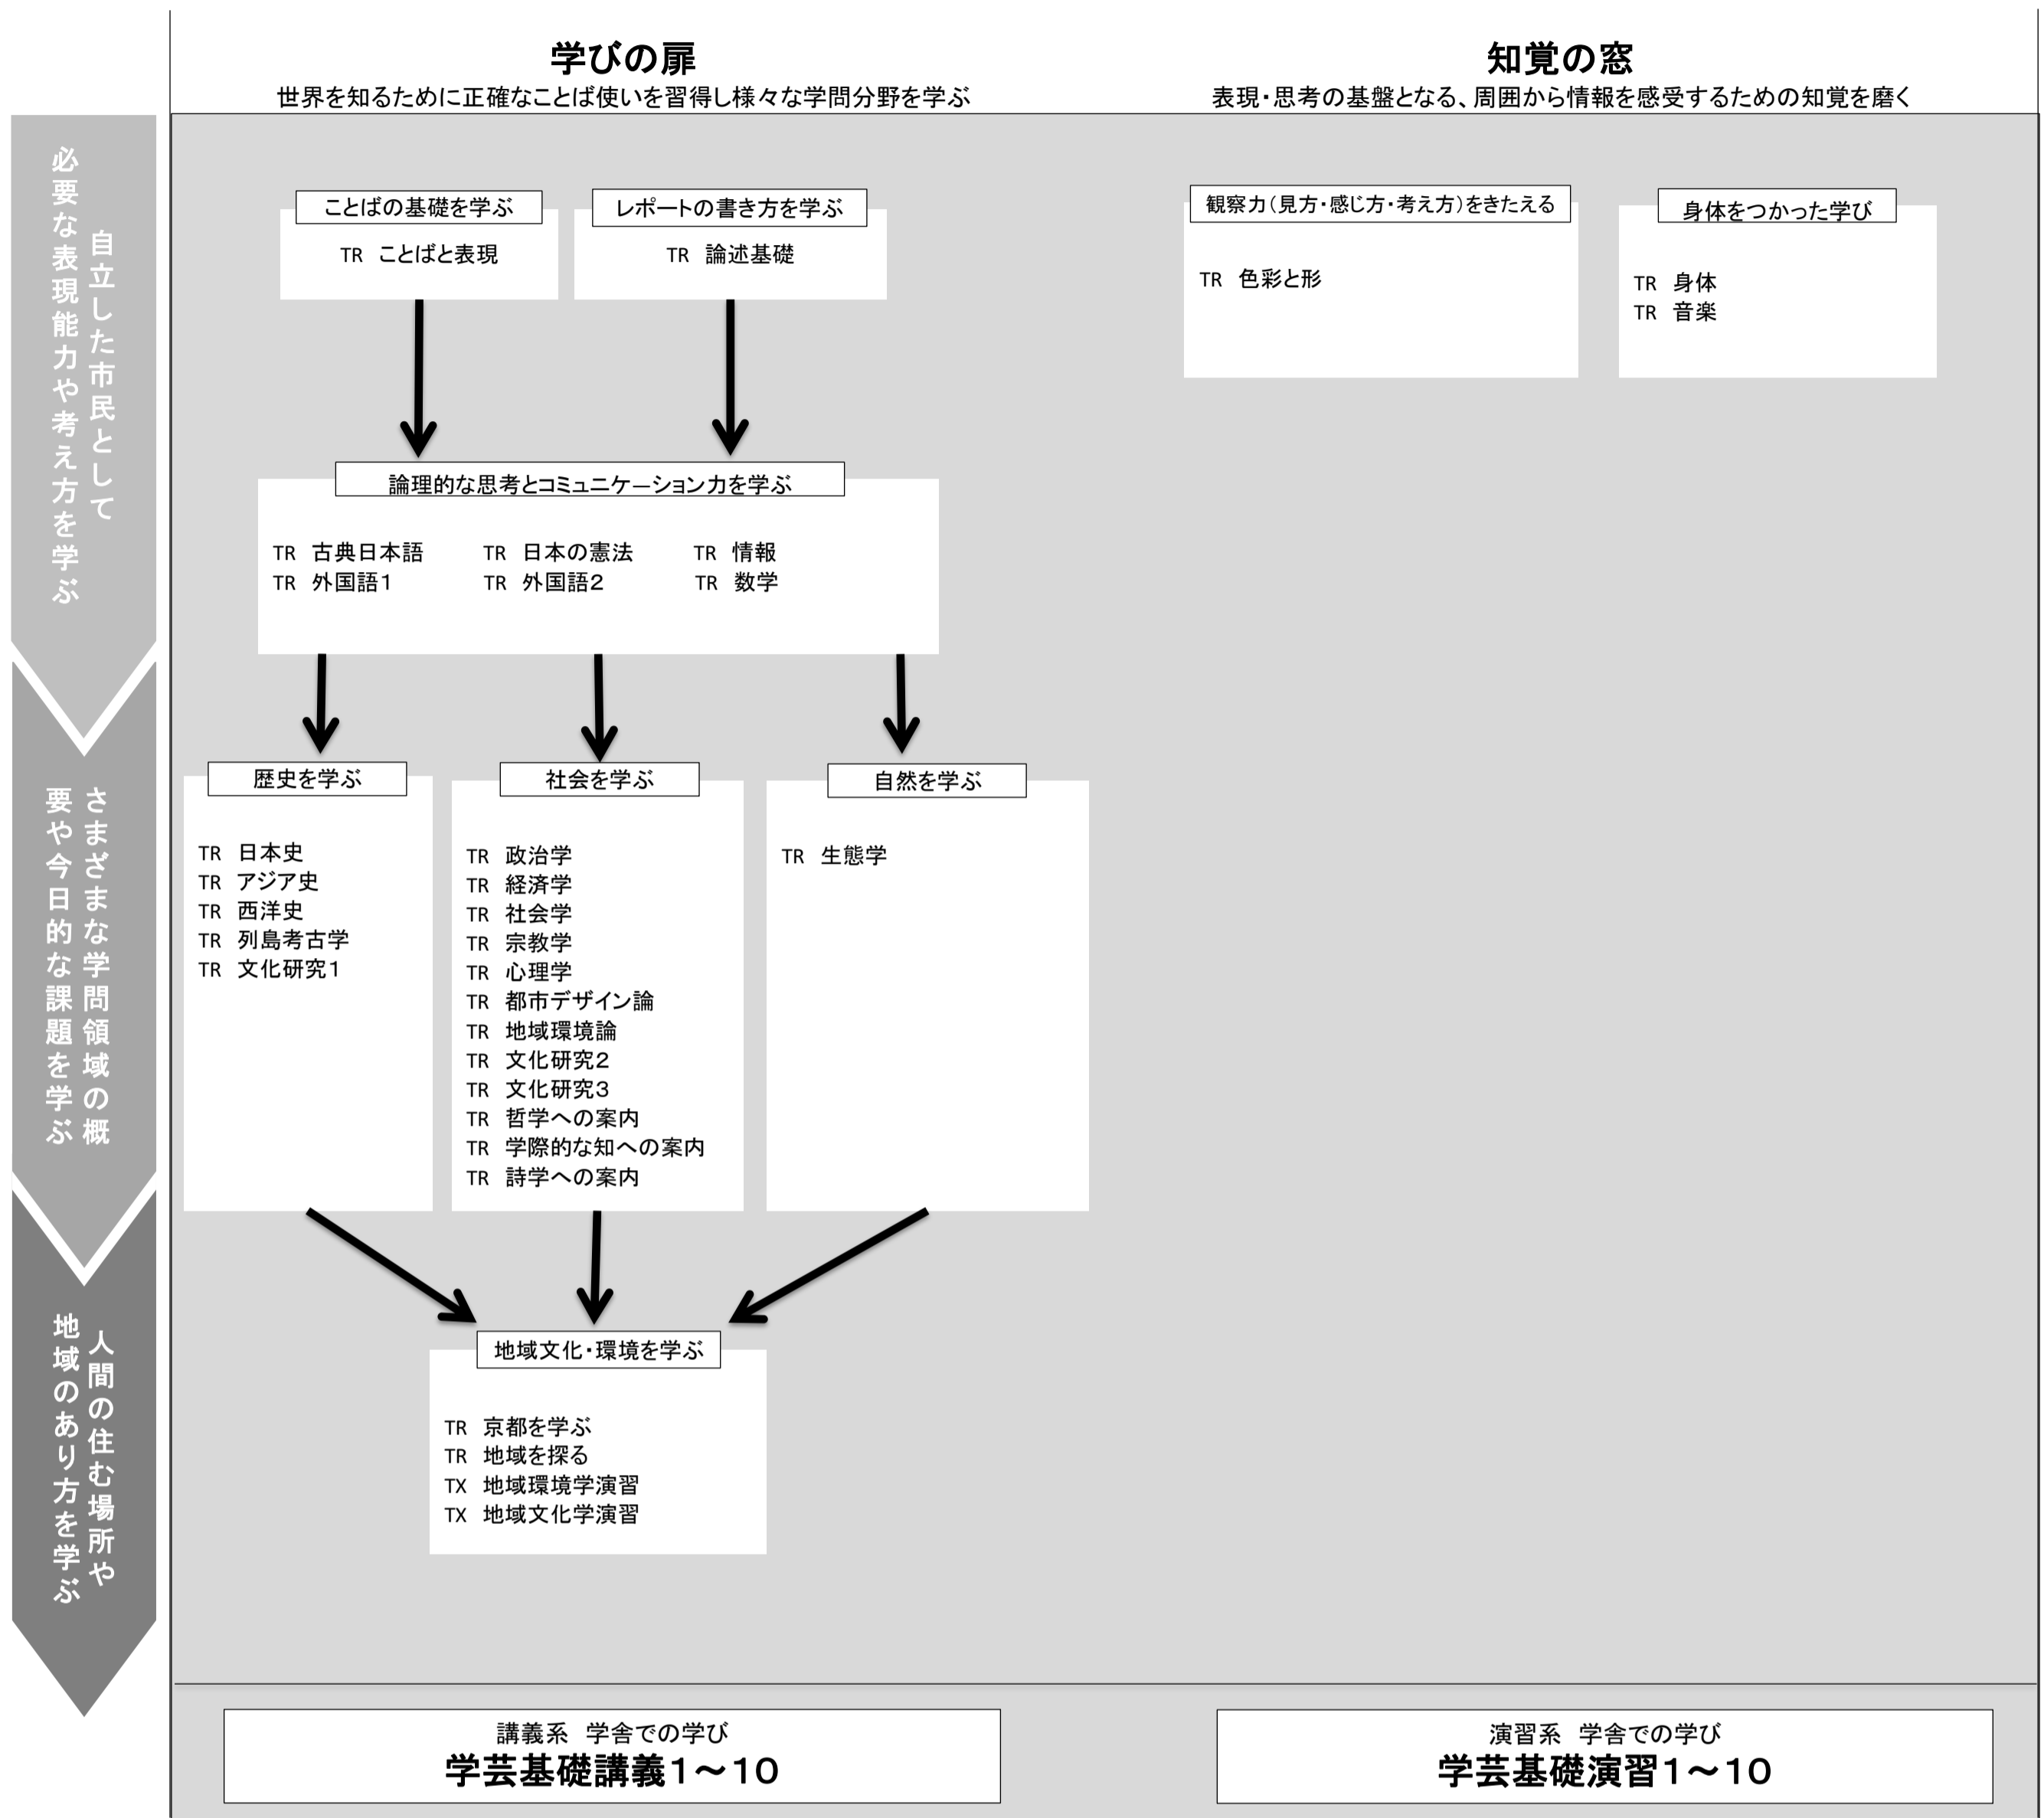 学びの扉
世界を知るために正確なことば使いを習得し様々な学問分野を学ぶ
知覚の窓
表現・思考の基盤となる、周囲から情報を感受するための知覚を磨く
自立した市民として
必要な表現能力や考え方を学ぶ
さまざまな学問領域の概
要や今日的な課題を学ぶ
人間の住む場所や
地域のあり方を学ぶ
ことばの基礎を学ぶ
TR ことばと表現
レポートの書き方を学ぶ
TR 論述基礎
論理的な思考とコミュニケーション力を学ぶ
TR 古典日本語 TR 日本の憲法 TR 情報
TR 外国語1 TR 外国語2 TR 数学
歴史を学ぶ
TR 日本史
TR アジア史
TR 西洋史
TR 列島考古学
TR 文化研究1
社会を学ぶ
TR 政治学
TR 経済学
TR 社会学
TR 宗教学
TR 心理学
TR 都市デザイン論
TR 地域環境論
TR 文化研究2
TR 文化研究3
TR 哲学への案内
TR 学際的な知への案内
TR 詩学への案内
自然を学ぶ
TR 生態学
地域文化・環境を学ぶ
TR 京都を学ぶ
TR 地域を探る
TX 地域環境学演習
TX 地域文化学演習
観察力（見方・感じ方・考え方）をきたえる
TR 色彩と形
身体をつかった学び
TR 身体
TR 音楽
講義系 学舎での学び
学芸基礎講義1～10
演習系 学舎での学び
学芸基礎演習1～10